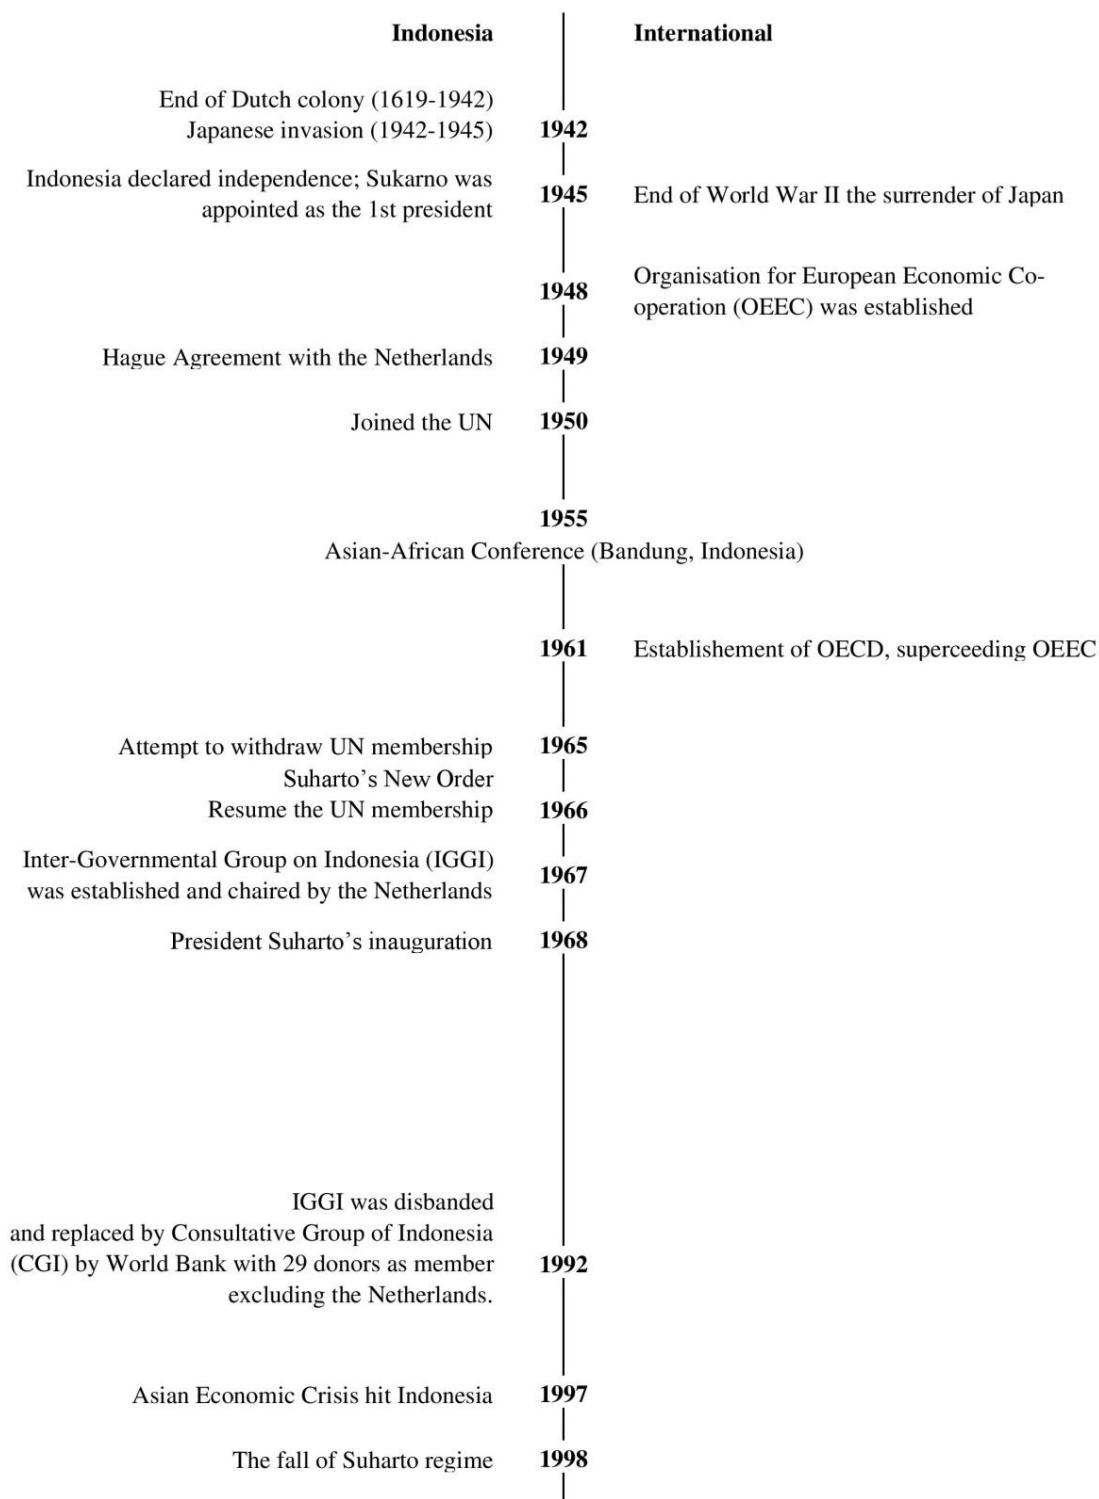 Indonesia International
End of Dutch colony (1619-1942)
Japanese invasion (1942-1945) 1942
Indonesia declared independence; Sukarno was
appointed as the 1st president
1945 End of World War II the surrender of Japan
1948
Organisation for European Economic Co-
operation (OEEC) was established
Hague Agreement with the Netherlands 1949
Joined the UN 1950
1955
Asian-African Conference (Bandung, Indonesia)
1961 Establishement of OECD, superceeding OEEC
Attempt to withdraw UN membership 1965
Suharto’s New Order
Resume the UN membership 1966
Inter-Governmental Group on Indonesia (IGGI)
was established and chaired by the Netherlands
1967
President Suharto’s inauguration 1968
IGGI was disbanded
and replaced by Consultative Group of Indonesia
(CGI) by World Bank with 29 donors as member 1992
excluding the Netherlands.
Asian Economic Crisis hit Indonesia 1997
The fall of Suharto regime 1998